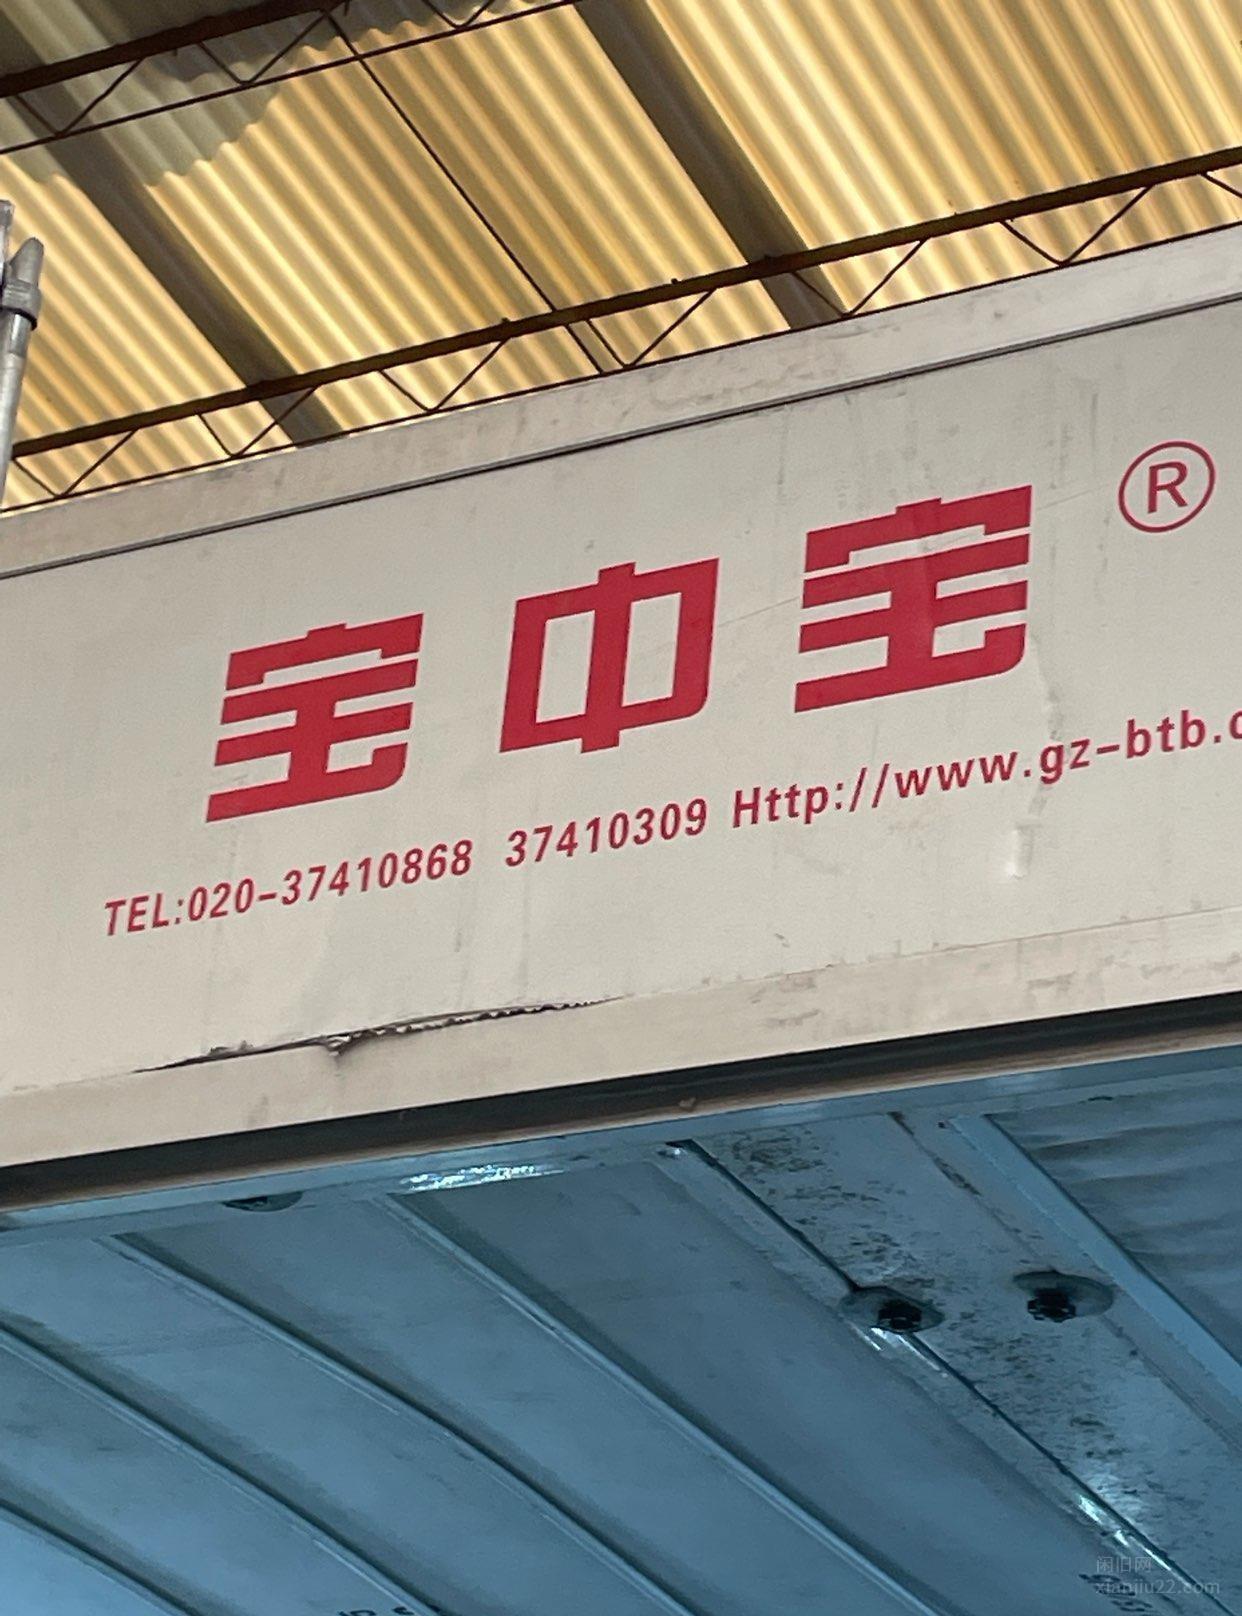 宝中宝®
TEL:020-37410868 37410309 Http://www.gz-btb.c
闲旧网
xianjiu22.com